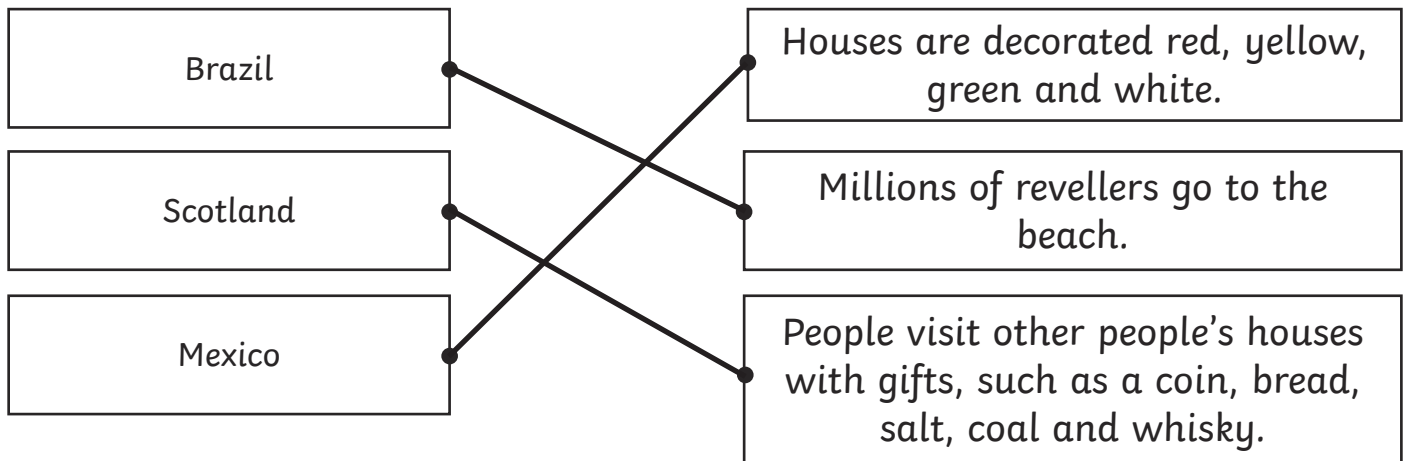 Brazil
Scotland
Mexico
Houses are decorated red, yellow,
green and white.
Millions of revellers go to the
beach.
People visit other people’s houses
with gifts, such as a coin, bread,
salt, coal and whisky.